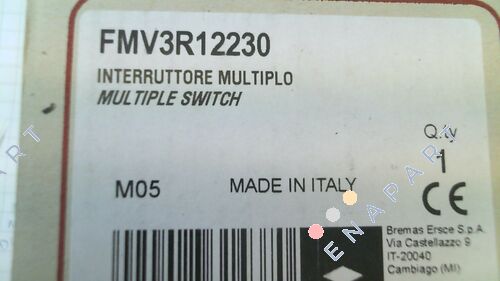 FMV3R12230
INTERRUTTORE MULTIPLO
MULTIPLE SWITCH
Q.ty
1
M05
MADE IN ITALY
CE
Bremas Ersce S.p.A.
Via Castellazzo 9
IT-20040
Cambiago (MI)
ENAPART